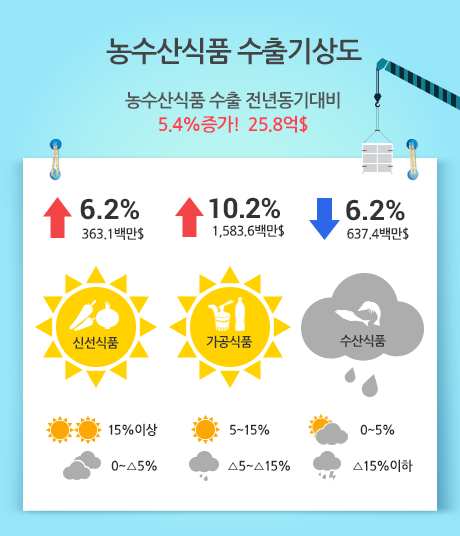 농수산식품 수출기상도
농수산식품 수출 전년동기대비
5.4%증가! 25.8억$
6.2%
363.1백만$
10.2%
1,583.6백만$
6.2%
637.4백만$
신선식품
가공식품
수산식품
15%이상
5~15%
0~5%
0~△5%
△5~△15%
△15%이하